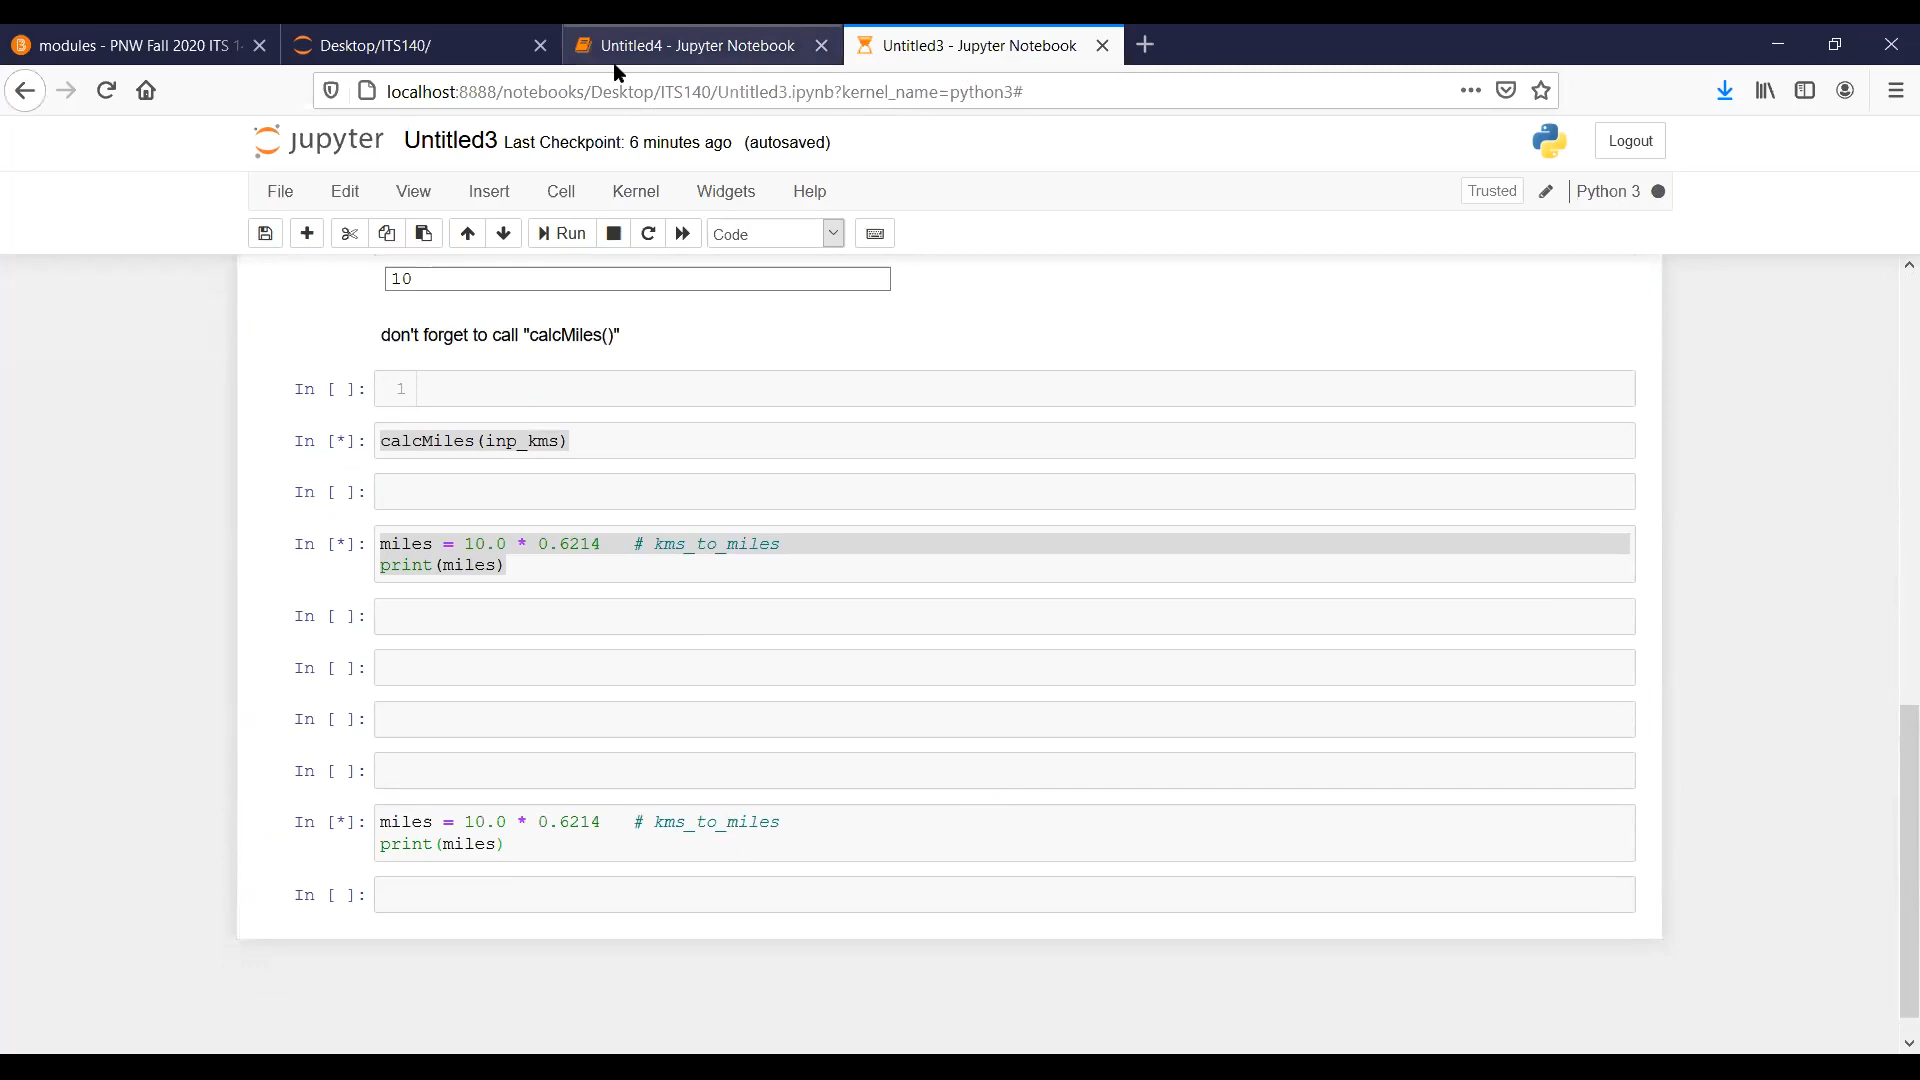 modules - PNW Fall 2020 ITS 1
Desktop/ITS140/
Untitled4 - Jupyter Notebook
Untitled3 - Jupyter Notebook
localhost:8888/notebooks/Desktop/ITS140/Untitled3.ipynb?kernel_name=python3#
jupyter Untitled3 Last Checkpoint: 6 minutes ago (autosaved)
Logout
File Edit View Insert Cell Kernel Widgets Help
Trusted Python 3
Run Code
10
don't forget to call "calcMiles()"
In [ ]: 1
In [*]: calcMiles(inp_kms)
In [ ]:
In [*]: miles = 10.0 * 0.6214 # kms_to_miles
print(miles)
In [ ]:
In [ ]:
In [ ]:
In [ ]:
In [*]: miles = 10.0 * 0.6214 # kms_to_miles
print(miles)
In [ ]: